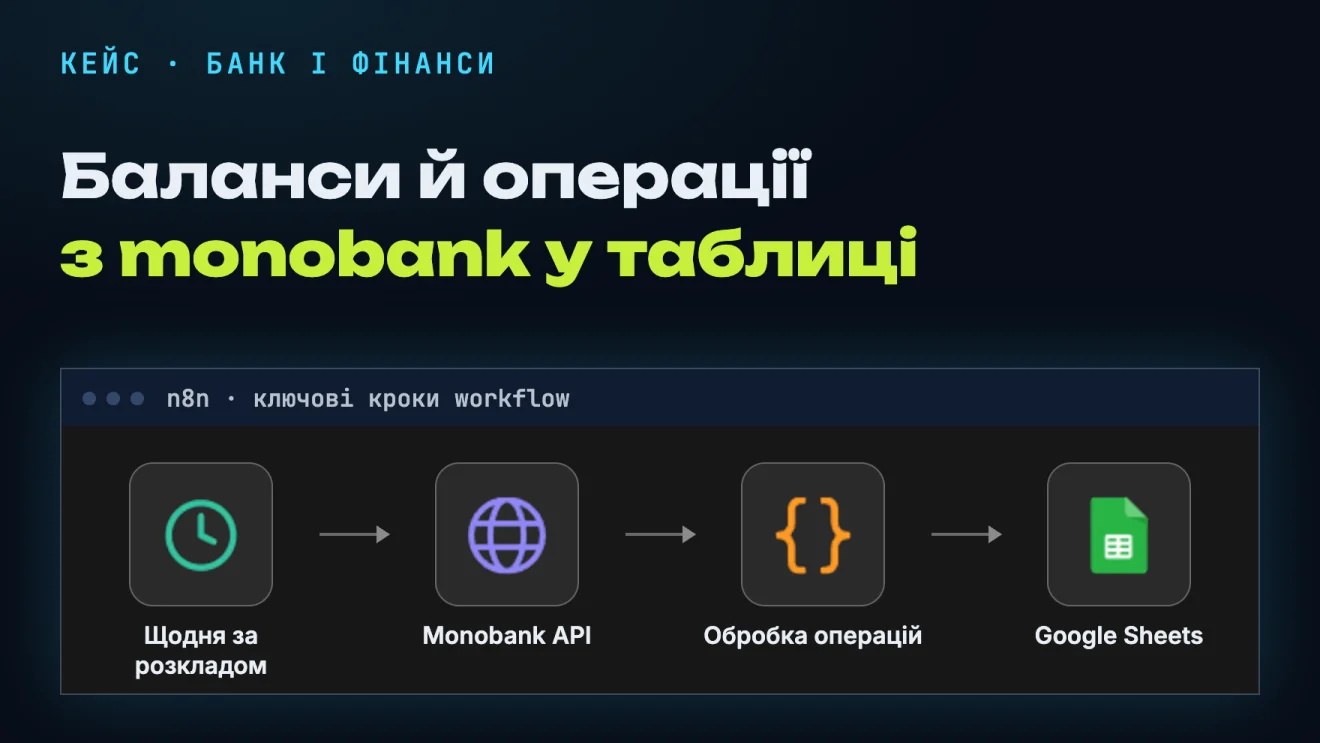 КЕЙС · БАНК І ФІНАНСИ
Баланси й операції
з monobank у таблиці
n8n · ключові кроки workflow
Щодня за
розкладом
Monobank API
Обробка операцій
Google Sheets